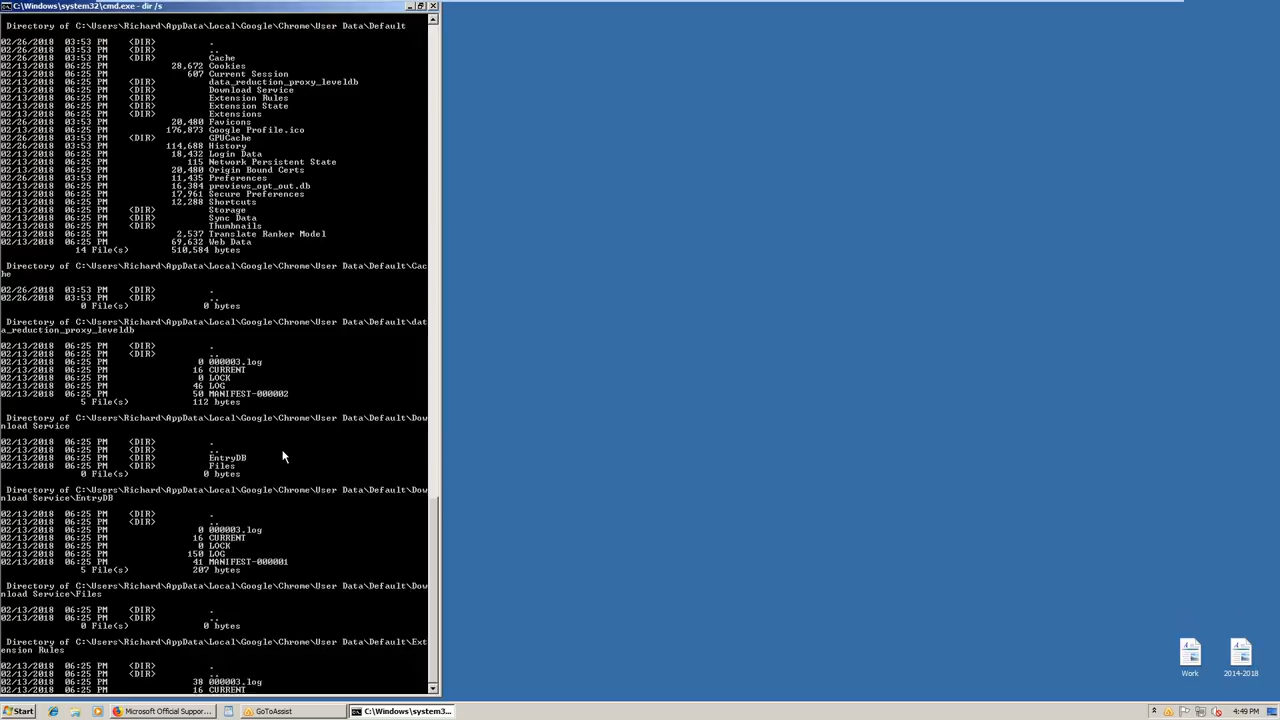 C:\Windows\system32\cmd.exe - dir /s
Directory of C:\Users\Richard\AppData\Local\Google\Chrome\User Data\Default
02/26/2018 03:53 PM <DIR> .
02/26/2018 03:53 PM <DIR> ..
02/26/2018 03:53 PM <DIR> Cache
02/13/2018 06:25 PM 28,672 Cookies
02/13/2018 06:25 PM 607 Current Session
02/13/2018 06:25 PM <DIR> data_reduction_proxy_leveldb
02/13/2018 06:25 PM <DIR> Download Service
02/13/2018 06:25 PM <DIR> Extension Rules
02/13/2018 06:25 PM <DIR> Extension State
02/13/2018 06:25 PM <DIR> Extensions
02/26/2018 03:53 PM 20,480 Favicons
02/13/2018 06:25 PM 176,873 Google Profile.ico
02/26/2018 03:53 PM <DIR> GPUCache
02/26/2018 03:53 PM 114,688 History
02/13/2018 06:25 PM 18,432 Login Data
02/13/2018 06:25 PM 115 Network Persistent State
02/13/2018 06:25 PM 20,480 Origin Bound Certs
02/26/2018 03:53 PM 11,435 Preferences
02/13/2018 06:25 PM 16,384 previews_opt_out.db
02/13/2018 06:25 PM 17,961 Secure Preferences
02/13/2018 06:25 PM 12,288 Shortcuts
02/13/2018 06:25 PM <DIR> Storage
02/13/2018 06:25 PM <DIR> Sync Data
02/13/2018 06:25 PM <DIR> Thumbnails
02/13/2018 06:25 PM 2,537 Translate Ranker Model
02/13/2018 06:25 PM 69,632 Web Data
14 File(s) 510,584 bytes
Directory of C:\Users\Richard\AppData\Local\Google\Chrome\User Data\Default\Cac
he
02/26/2018 03:53 PM <DIR> .
02/26/2018 03:53 PM <DIR> ..
0 File(s) 0 bytes
Directory of C:\Users\Richard\AppData\Local\Google\Chrome\User Data\Default\dat
a_reduction_proxy_leveldb
02/13/2018 06:25 PM <DIR> .
02/13/2018 06:25 PM <DIR> ..
02/13/2018 06:25 PM 0 000003.log
02/13/2018 06:25 PM 16 CURRENT
02/13/2018 06:25 PM 0 LOCK
02/13/2018 06:25 PM 46 LOG
02/13/2018 06:25 PM 50 MANIFEST-000002
5 File(s) 112 bytes
Directory of C:\Users\Richard\AppData\Local\Google\Chrome\User Data\Default\Dow
nload Service
02/13/2018 06:25 PM <DIR> .
02/13/2018 06:25 PM <DIR> ..
02/13/2018 06:25 PM <DIR> EntryDB
02/13/2018 06:25 PM <DIR> Files
0 File(s) 0 bytes
Directory of C:\Users\Richard\AppData\Local\Google\Chrome\User Data\Default\Dow
nload Service\EntryDB
02/13/2018 06:25 PM <DIR> .
02/13/2018 06:25 PM <DIR> ..
02/13/2018 06:25 PM 0 000003.log
02/13/2018 06:25 PM 16 CURRENT
02/13/2018 06:25 PM 0 LOCK
02/13/2018 06:25 PM 150 LOG
02/13/2018 06:25 PM 41 MANIFEST-000001
5 File(s) 207 bytes
Directory of C:\Users\Richard\AppData\Local\Google\Chrome\User Data\Default\Dow
nload Service\Files
02/13/2018 06:25 PM <DIR> .
02/13/2018 06:25 PM <DIR> ..
0 File(s) 0 bytes
Directory of C:\Users\Richard\AppData\Local\Google\Chrome\User Data\Default\Ext
ension Rules
02/13/2018 06:25 PM <DIR> .
02/13/2018 06:25 PM <DIR> ..
02/13/2018 06:25 PM 38 000003.log
02/13/2018 06:25 PM 16 CURRENT
Work
2014-2018
Start
Microsoft Official Suppor...
GoToAssist
C:\Windows\system3...
4:49 PM